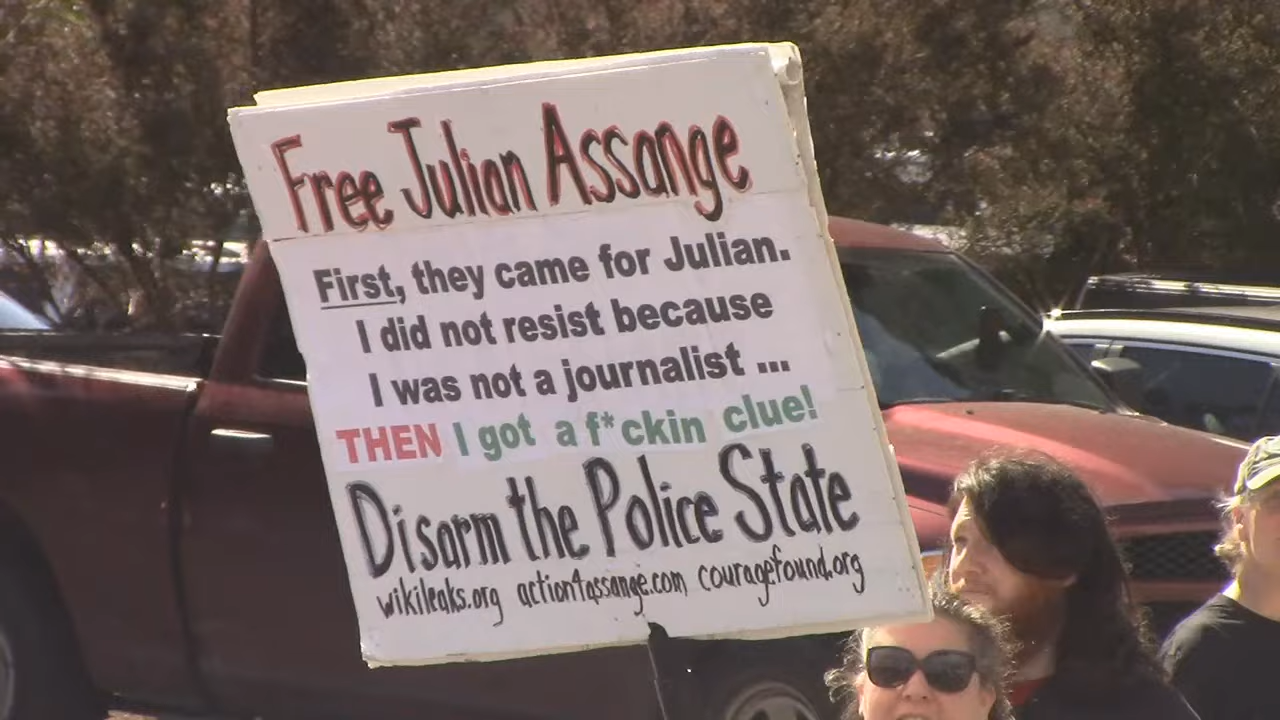 Free Julian Assange
First, they came for Julian.
I did not resist because
I was not a journalist ...
THEN I got a f*ckin clue!
Disarm the Police State
wikileaks.org action4assange.com couragefound.org